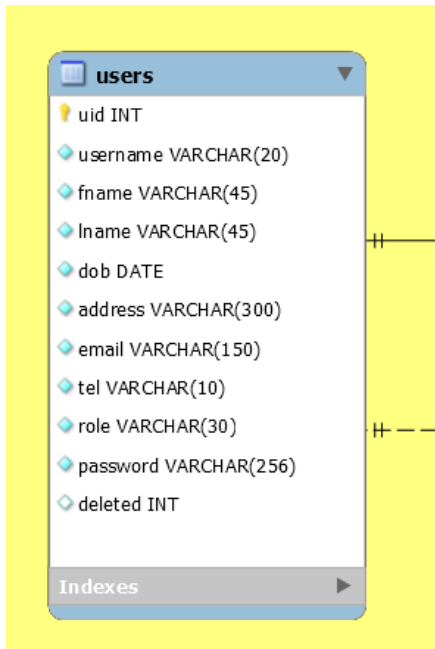 users
uid INT
username VARCHAR(20)
fname VARCHAR(45)
lname VARCHAR(45)
dob DATE
address VARCHAR(300)
email VARCHAR(150)
tel VARCHAR(10)
role VARCHAR(30)
password VARCHAR(256)
deleted INT
Indexes